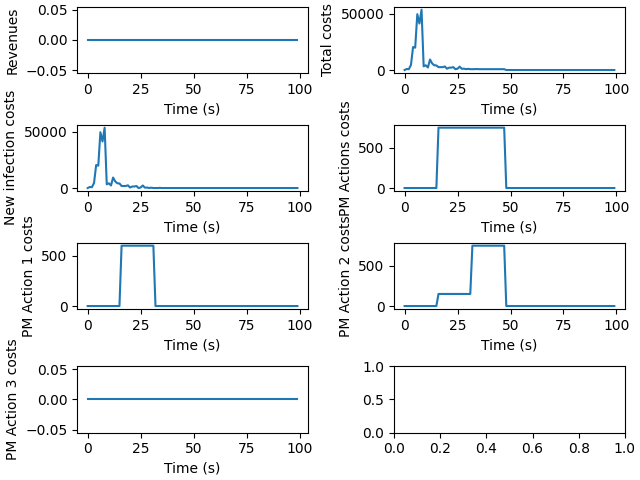 Revenues
0.05
0.00
−0.05
0 25 50 75 100
Time (s)
Total costs
50000
0
0 25 50 75 100
Time (s)
New infection costs
50000
0
0 25 50 75 100
Time (s)
PM Actions costs
500
0
0 25 50 75 100
Time (s)
PM Action 1 costs
500
0
0 25 50 75 100
Time (s)
PM Action 2 costs
500
0
0 25 50 75 100
Time (s)
PM Action 3 costs
0.05
0.00
−0.05
0 25 50 75 100
Time (s)
1.0
0.5
0.0
0.0 0.2 0.4 0.6 0.8 1.0